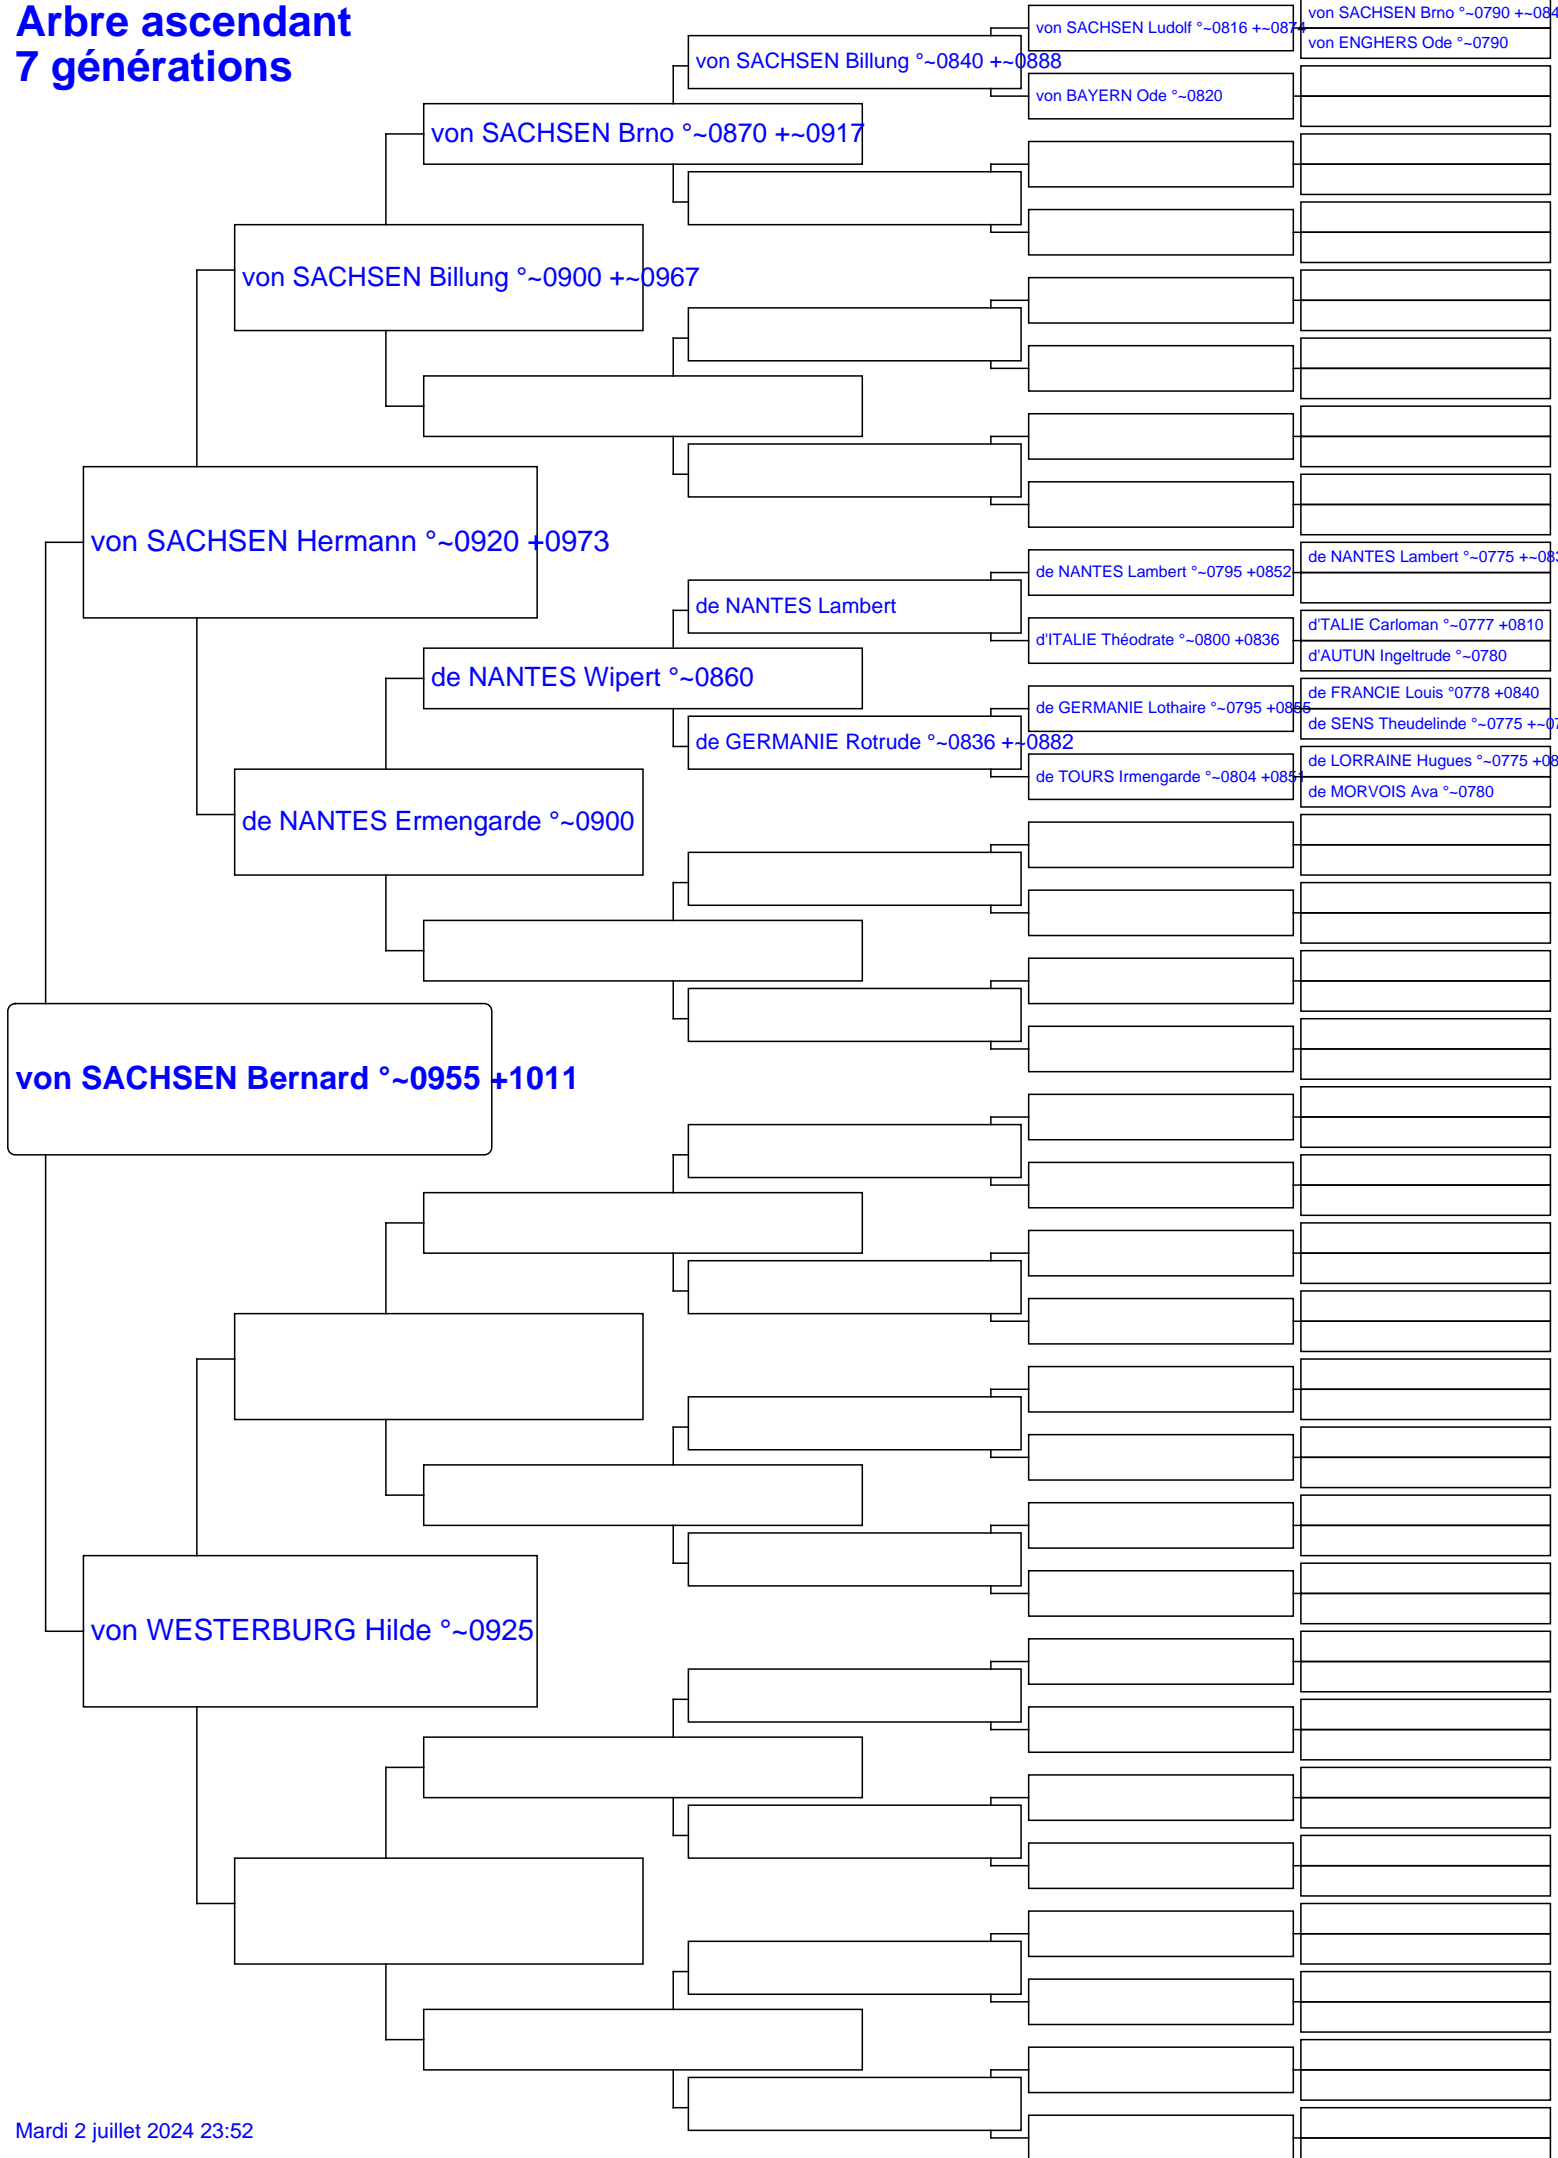 Arbre ascendant
7 générations
von SACHSEN Brno °~0790 +~084
von SACHSEN Ludolf °~0816 +~0874
von ENGHERS Ode °~0790
von SACHSEN Billung °~0840 +~0888
von BAYERN Ode °~0820
von SACHSEN Brno °~0870 +~0917
von SACHSEN Billung °~0900 +~0967
von SACHSEN Hermann °~0920 +0973
de NANTES Lambert °~0775 +~083
de NANTES Lambert °~0795 +0852
de NANTES Lambert
d'TALIE Carloman °~0777 +0810
d'ITALIE Théodrate °~0800 +0836
d'AUTUN Ingeltrude °~0780
de NANTES Wipert °~0860
de FRANCIE Louis °0778 +0840
de GERMANIE Lothaire °~0795 +0855
de SENS Theudelinde °~0775 +~07
de GERMANIE Rotrude °~0836 +~0882
de LORRAINE Hugues °~0775 +08
de TOURS Irmengarde °~0804 +0851
de MORVOIS Ava °~0780
de NANTES Ermengarde °~0900
von SACHSEN Bernard °~0955 +1011
von WESTERBURG Hilde °~0925
Mardi 2 juillet 2024 23:52